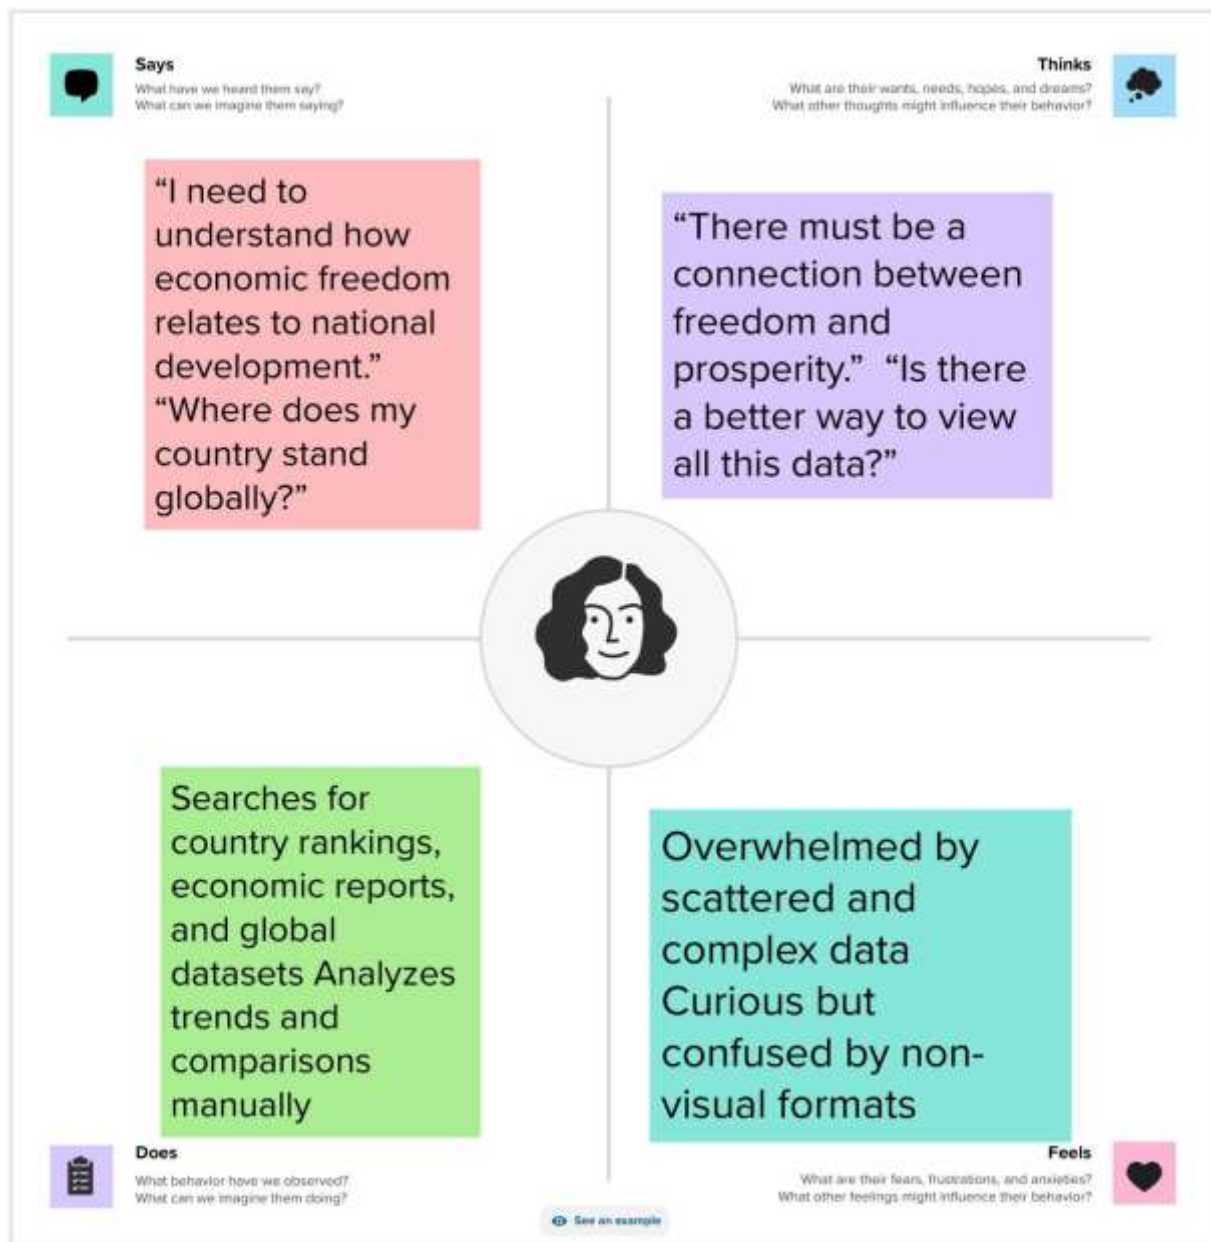 Says
What have we heard them say?
What can we imagine them saying?
Thinks
What are their wants, needs, hopes, and dreams?
What other thoughts might influence their behavior?
“I need to
understand how
economic freedom
relates to national
development.”
“Where does my
country stand
globally?”
“There must be a
connection between
freedom and
prosperity.”  “Is there
a better way to view
all this data?”
Searches for
country rankings,
economic reports,
and global
datasets Analyzes
trends and
comparisons
manually
Overwhelmed by
scattered and
complex data
Curious but
confused by non-
visual formats
Does
What behavior have we observed?
What can we imagine them doing?
Feels
What are their fears, frustrations, and anxieties?
What other feelings might influence their behavior?
See an example